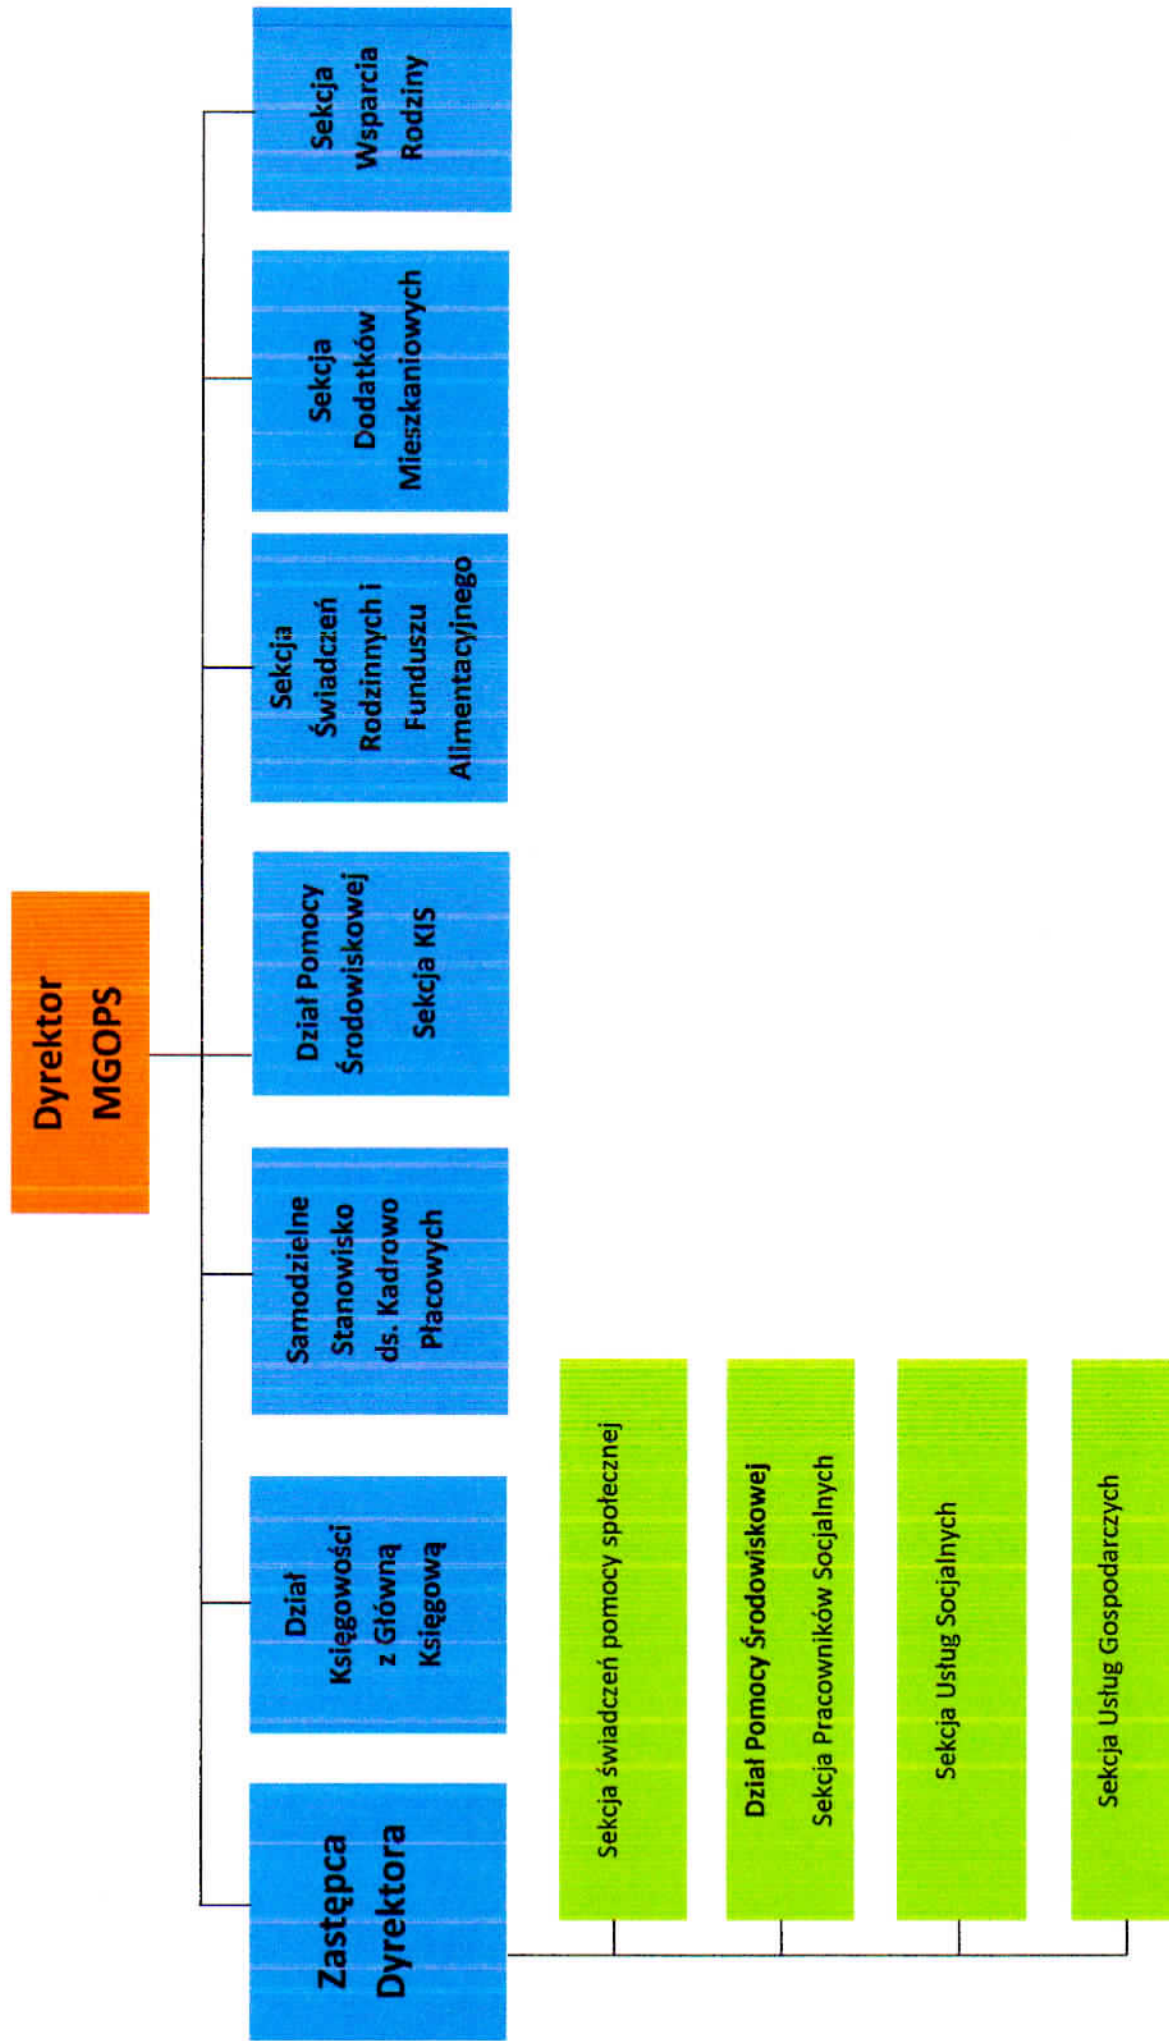 Dyrektor
MGOPS
Zastępca
Dyrektora
Dział
Księgowości
z Główną
Księgową
Samodzielne
Stanowisko
ds. Kadrowo
Płacowych
Dział Pomocy
Środowiskowej
Sekcja KIS
Sekcja
Świadczeń
Rodzinnych i
Funduszu
Alimentacyjnego
Sekcja
Dodatków
Mieszkaniowych
Sekcja
Wsparcia
Rodziny
Sekcja świadczeń pomocy społecznej
Dział Pomocy Środowiskowej
Sekcja Pracowników Socjalnych
Sekcja Usług Socjalnych
Sekcja Usług Gospodarczych